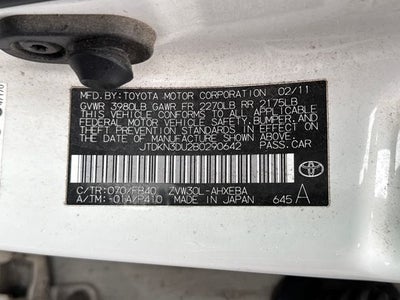 MFD.BY:TOYOTA MOTOR CORPORATION 02/11
GVWR 3980LB GAWR FR 2270LB RR 2175LB
THIS VEHICLE CONFORMS TO ALL APPLICABLE
FEDERAL MOTOR VEHICLE SAFETY, BUMPER, AND
THEFT PREVENTION STANDARDS IN EFFECT ON
THE DATE OF MANUFACTURE SHOWN ABOVE.
JTDKN3DU2B0290642 PASS.CAR
C/TR:070/FB40 ZVW30L-AHXEBA
A/TM:-01A/P410 MADE IN JAPAN 645 A